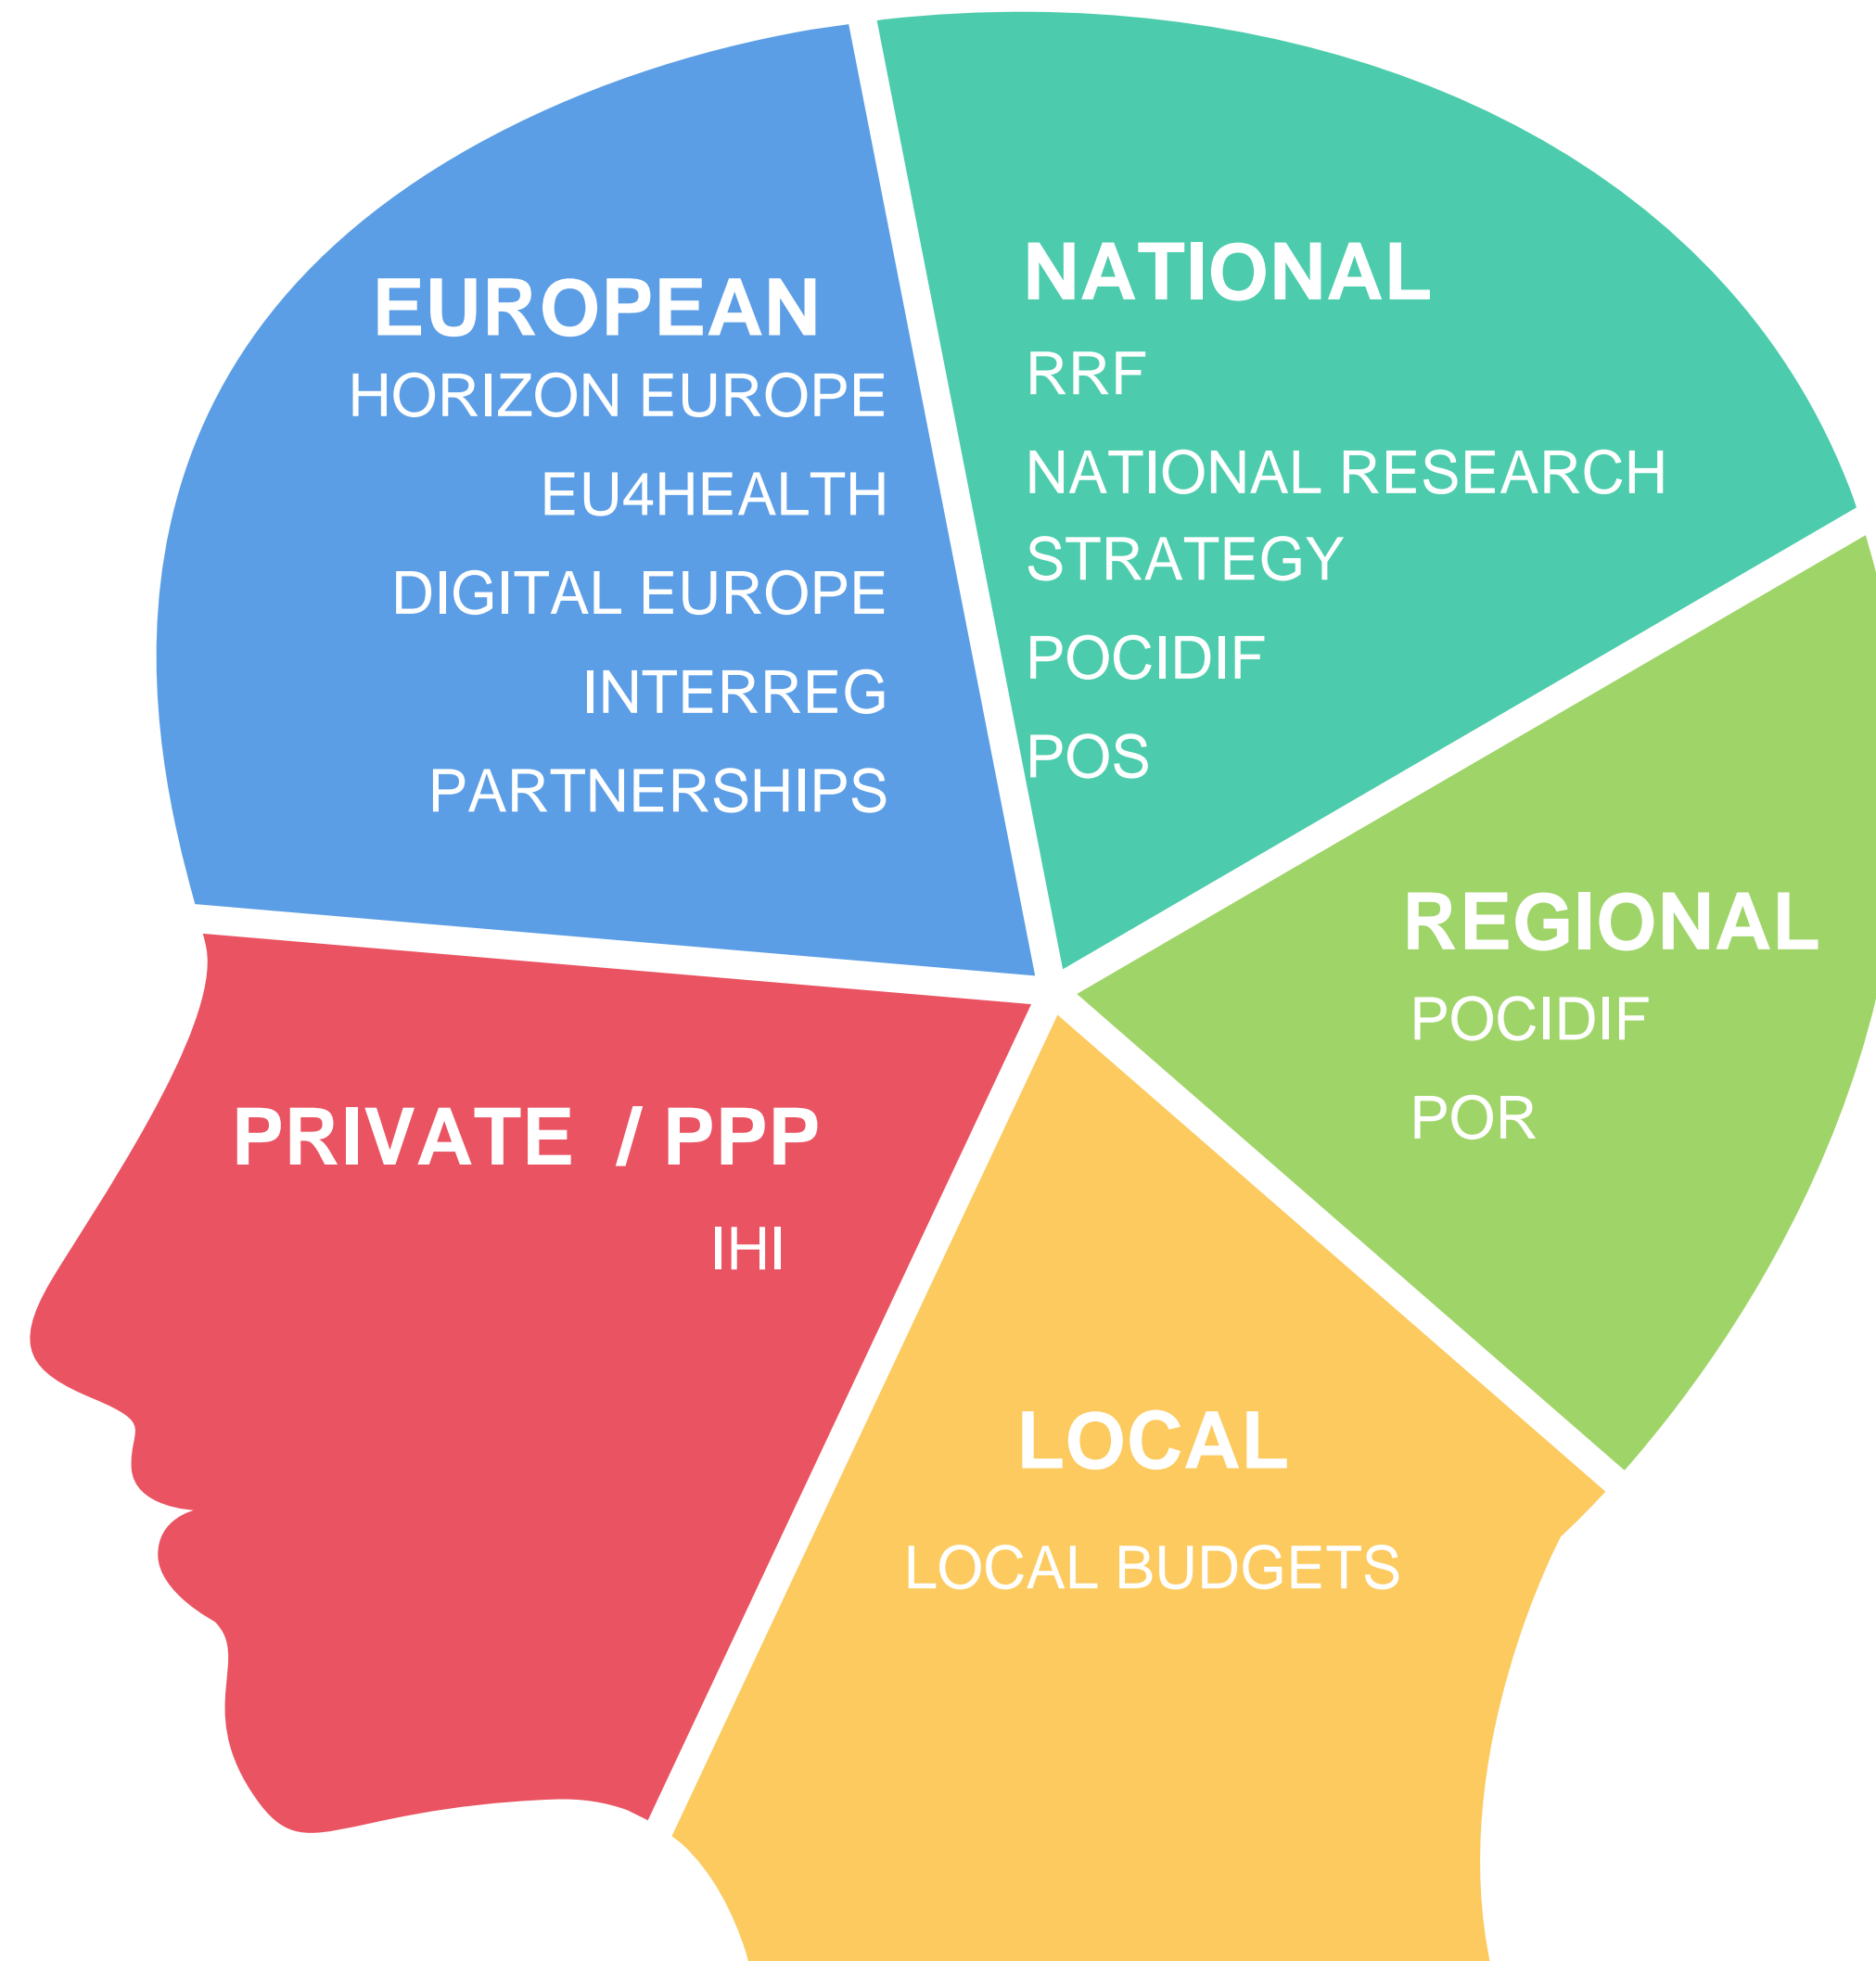 EUROPEAN
HORIZON EUROPE
EU4HEALTH
DIGITAL EUROPE
INTERREG
PARTNERSHIPS
NATIONAL
RRF
NATIONAL RESEARCH
STRATEGY
POCIDIF
POS
REGIONAL
POCIDIF
POR
PRIVATE / PPP
IHI
LOCAL
LOCAL BUDGETS